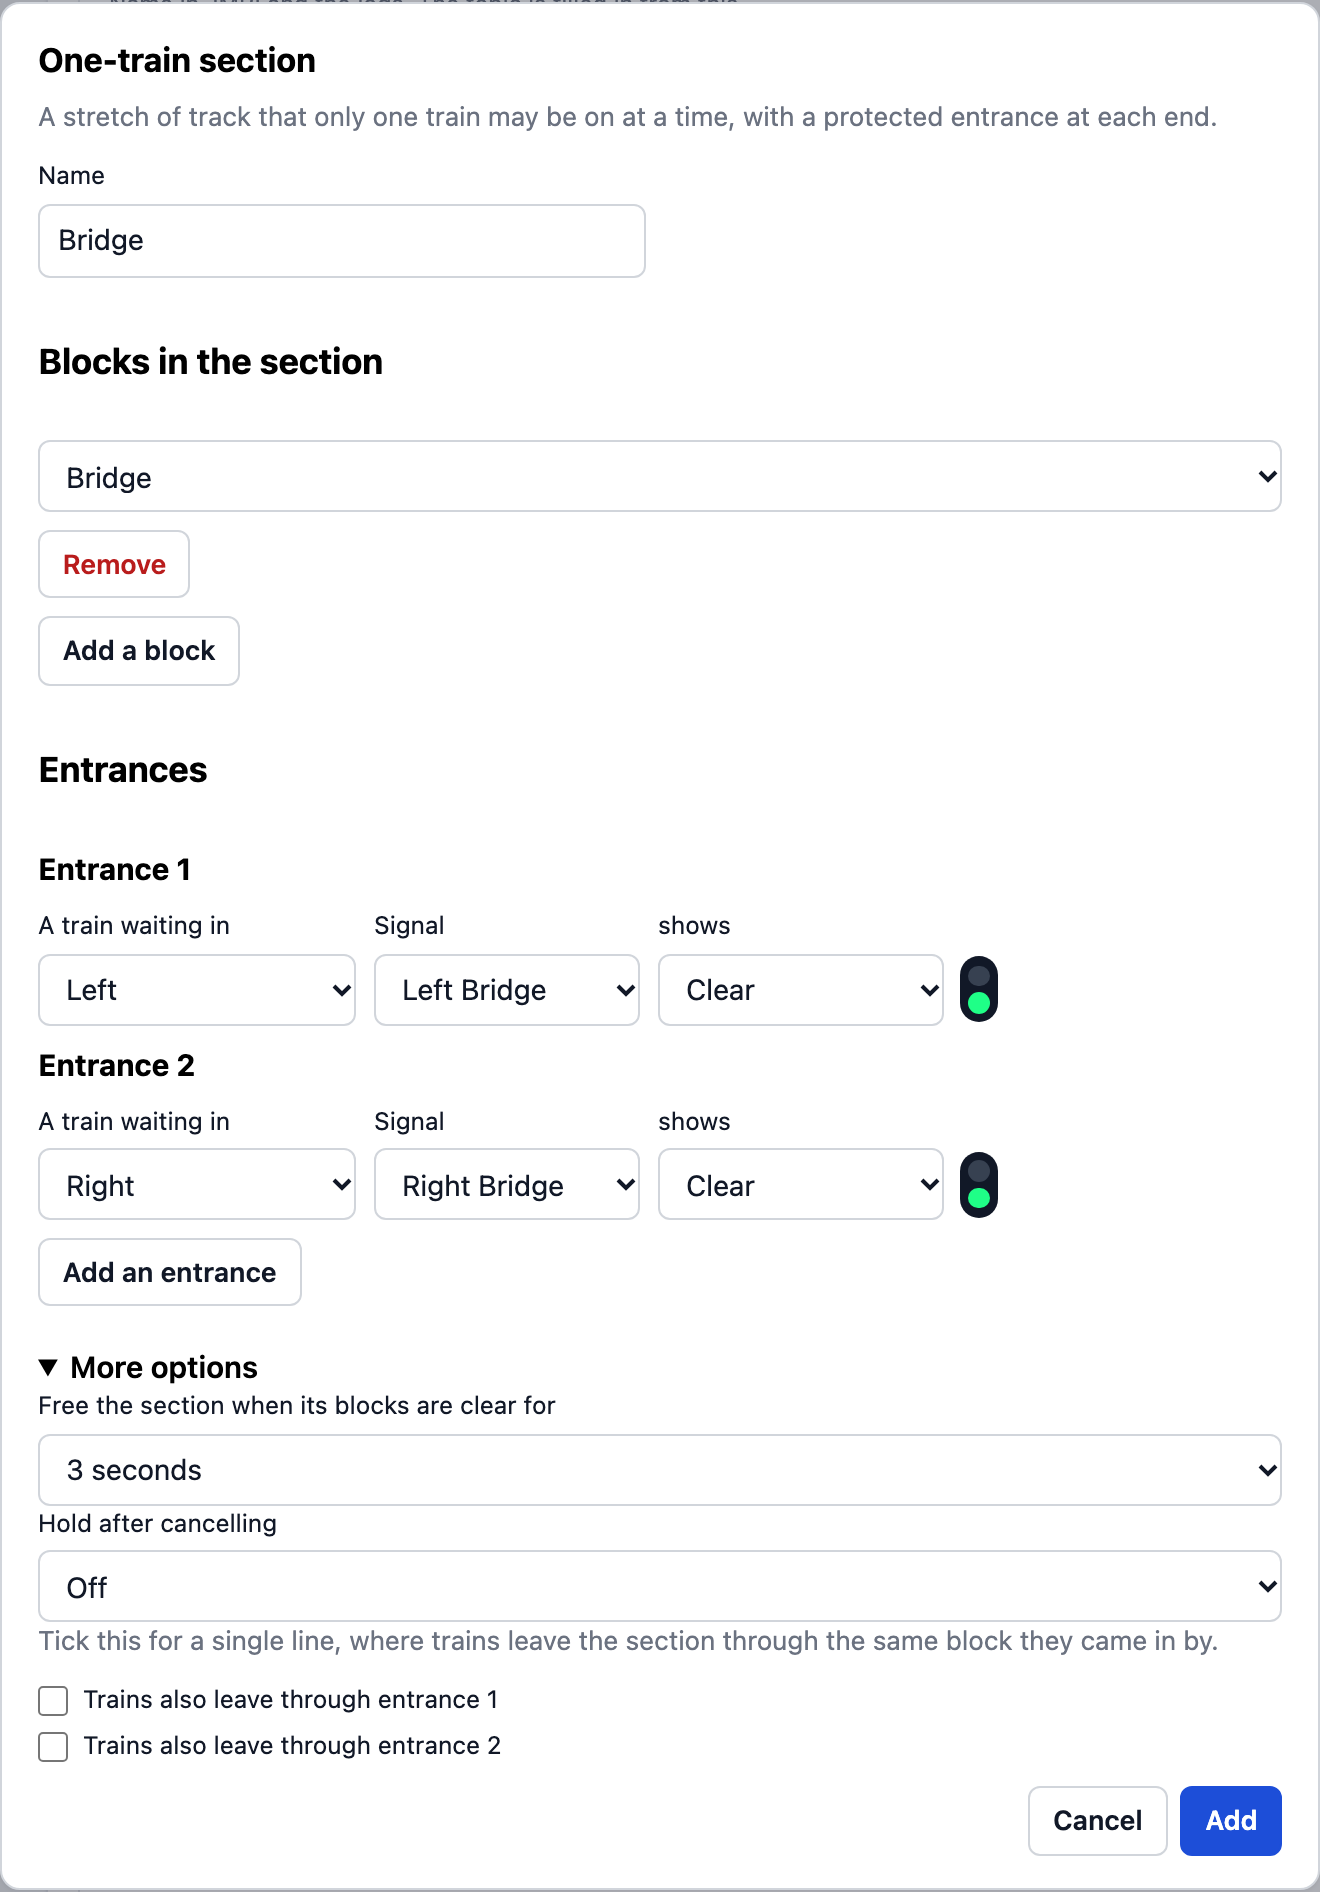 One-train section
A stretch of track that only one train may be on at a time, with a protected entrance at each end.
Name
Bridge
Blocks in the section
Bridge
Remove
Add a block
Entrances
Entrance 1
A train waiting in Signal shows
Left Left Bridge Clear
Entrance 2
A train waiting in Signal shows
Right Right Bridge Clear
Add an entrance
▼ More options
Free the section when its blocks are clear for
3 seconds
Hold after cancelling
Off
Tick this for a single line, where trains leave the section through the same block they came in by.
Trains also leave through entrance 1
Trains also leave through entrance 2
Cancel Add